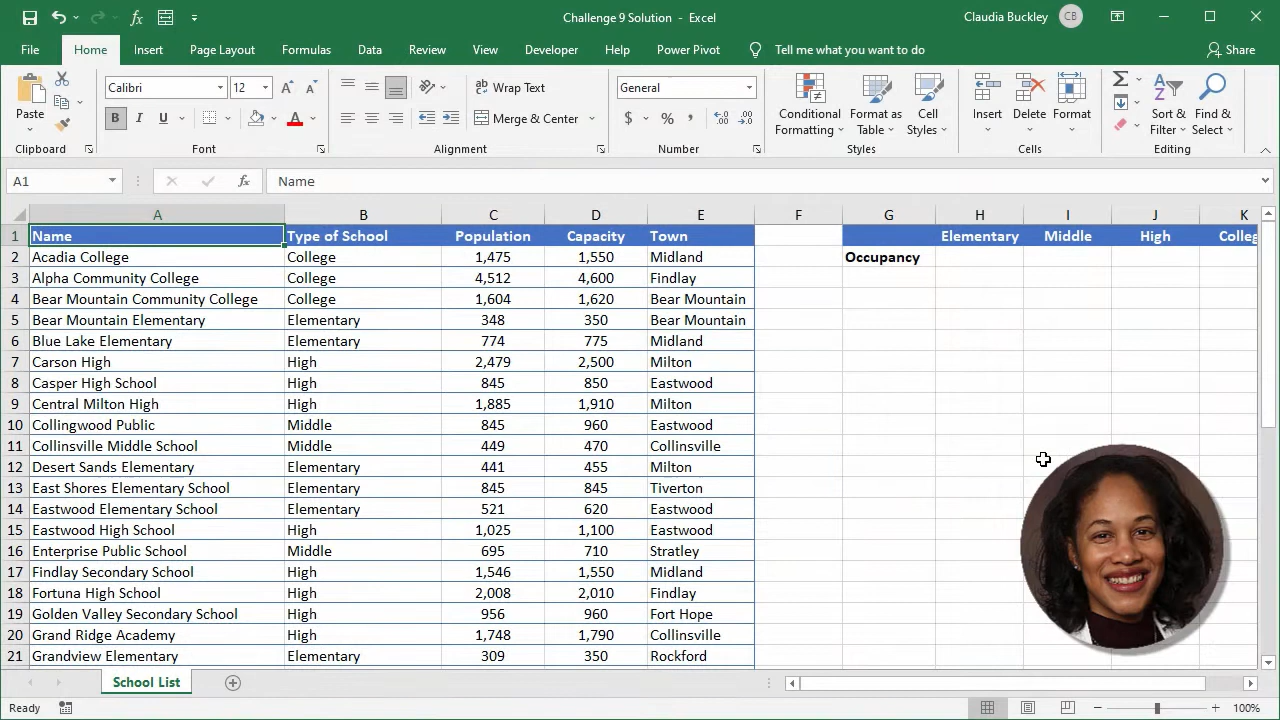 Challenge 9 Solution - Excel
Claudia Buckley CB
File Home Insert Page Layout Formulas Data Review View Developer Help Power Pivot Tell me what you want to do Share
Calibri 12 Wrap Text General
Paste B I U A Merge & Center $ % , Conditional Formatting Format as Table Cell Styles Insert Delete Format Sort & Filter Find & Select
Clipboard Font Alignment Number Styles Cells Editing
A1 fx Name
A B C D E F G H I J K
1 Name Type of School Population Capacity Town Elementary Middle High Colleg
2 Acadia College College 1,475 1,550 Midland Occupancy
3 Alpha Community College College 4,512 4,600 Findlay
4 Bear Mountain Community College College 1,604 1,620 Bear Mountain
5 Bear Mountain Elementary Elementary 348 350 Bear Mountain
6 Blue Lake Elementary Elementary 774 775 Midland
7 Carson High High 2,479 2,500 Milton
8 Casper High School High 845 850 Eastwood
9 Central Milton High High 1,885 1,910 Milton
10 Collingwood Public Middle 845 960 Eastwood
11 Collinsville Middle School Middle 449 470 Collinsville
12 Desert Sands Elementary Elementary 441 455 Milton
13 East Shores Elementary School Elementary 845 845 Tiverton
14 Eastwood Elementary School Elementary 521 620 Eastwood
15 Eastwood High School High 1,025 1,100 Eastwood
16 Enterprise Public School Middle 695 710 Stratley
17 Findlay Secondary School High 1,546 1,550 Midland
18 Fortuna High School High 2,008 2,010 Findlay
19 Golden Valley Secondary School High 956 960 Fort Hope
20 Grand Ridge Academy High 1,748 1,790 Collinsville
21 Grandview Elementary Elementary 309 350 Rockford
School List
Ready 100%